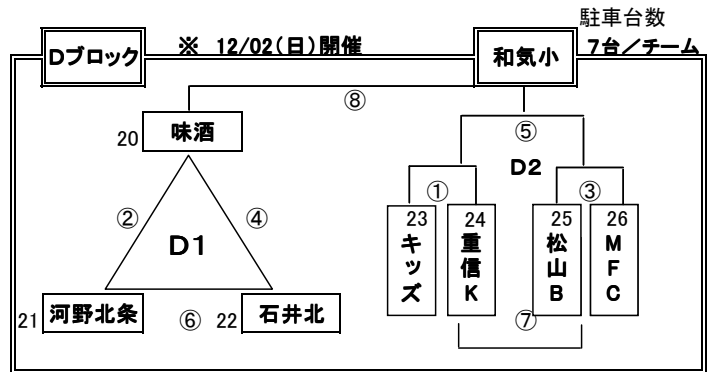 駐車台数
Dブロック ※ 12/02(日)開催 和気小 7台/チーム
⑧
20 味酒
⑤
D2
① ③
② ④
D1
23 キッズ
24 重信K
25 松山B
26 MFC
21 河野北条 ⑥ 22 石井北
⑦